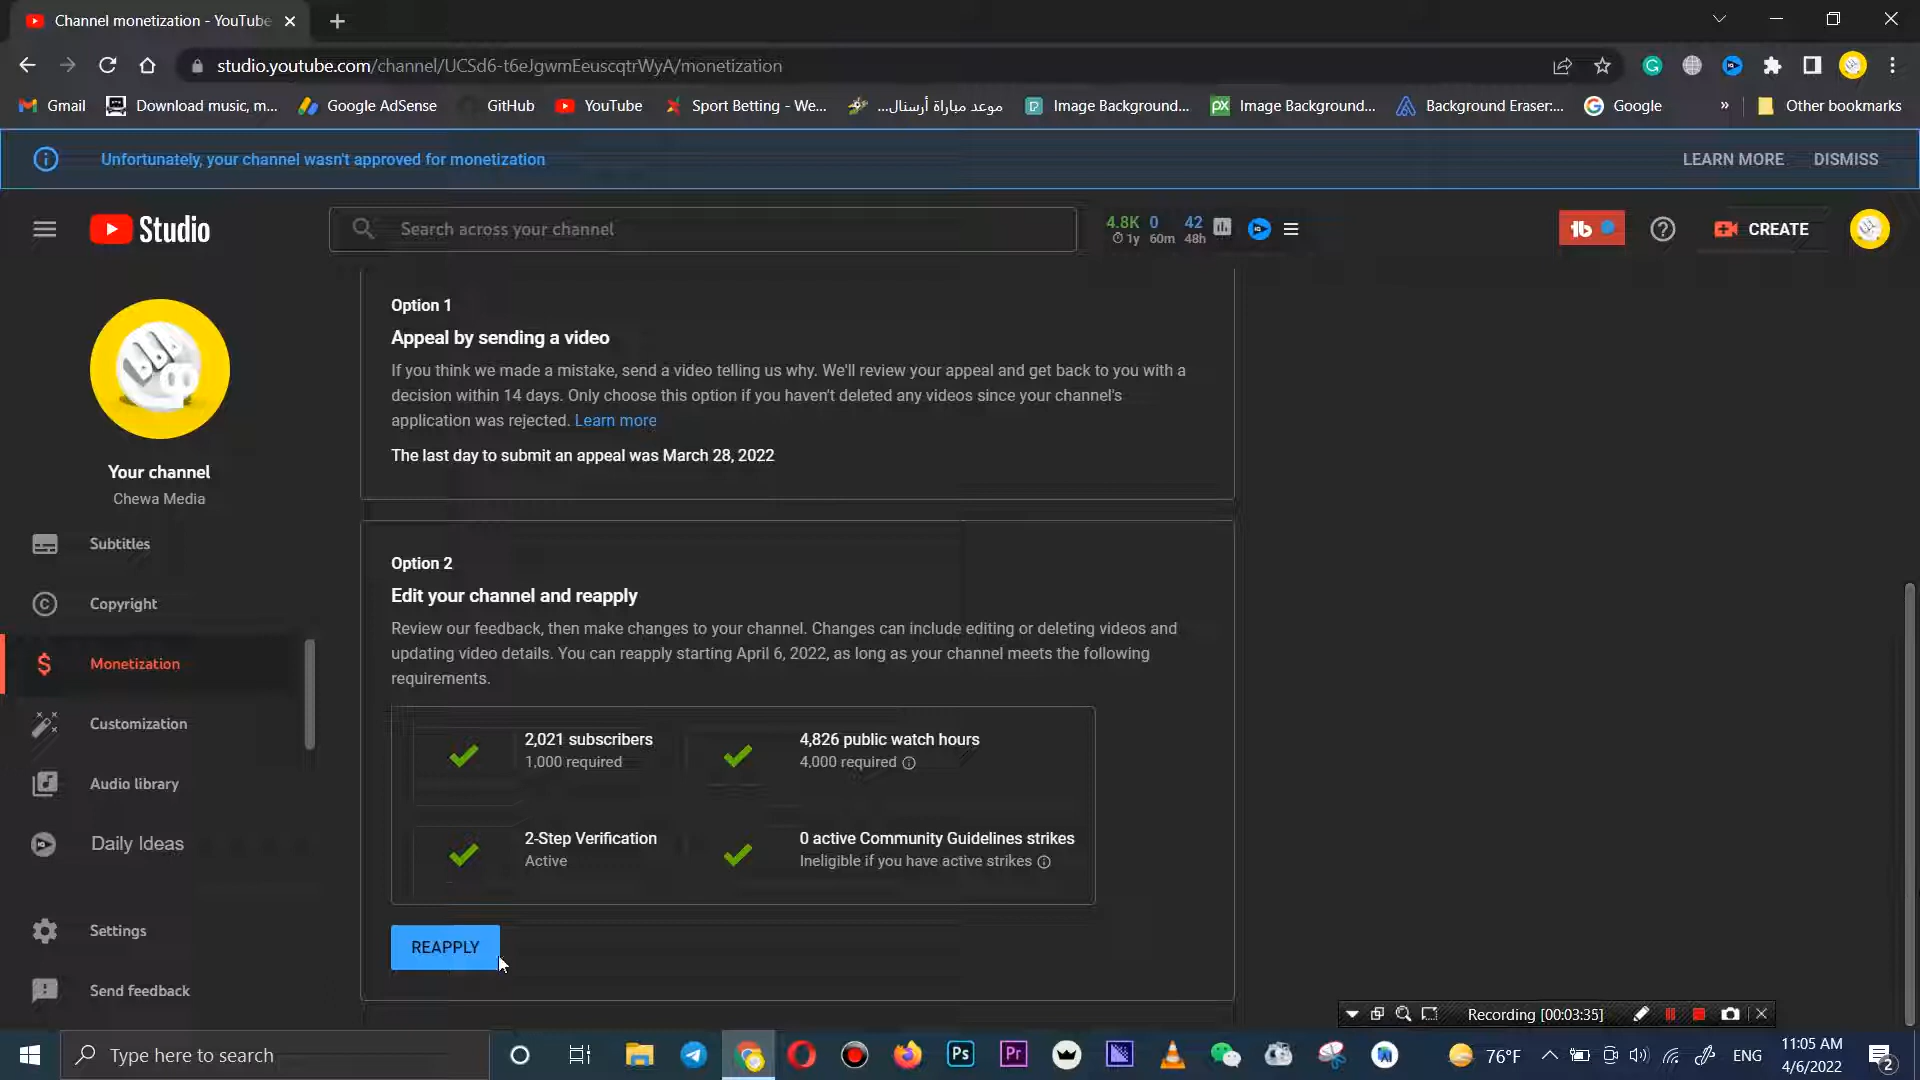 Channel monetization - YouTube
studio.youtube.com/channel/UCSd6-t6eJgwmEeuscqtrWyA/monetization
Gmail Download music, m... Google AdSense GitHub YouTube Sport Betting - We... موعد مباراة أرسنال... Image Background... Image Background... Background Eraser:... Google » Other bookmarks
Unfortunately, your channel wasn't approved for monetization LEARN MORE DISMISS
Studio Search across your channel 4.8K 0 42 CREATE
1y 60m 48h
Option 1
Appeal by sending a video
If you think we made a mistake, send a video telling us why. We'll review your appeal and get back to you with a
decision within 14 days. Only choose this option if you haven't deleted any videos since your channel's
application was rejected. Learn more
The last day to submit an appeal was March 28, 2022
Your channel
Chewa Media
Subtitles
Copyright
Monetization
Customization
Audio library
Daily Ideas
Settings
Send feedback
Option 2
Edit your channel and reapply
Review our feedback, then make changes to your channel. Changes can include editing or deleting videos and
updating video details. You can reapply starting April 6, 2022, as long as your channel meets the following
requirements.
2,021 subscribers
1,000 required
4,826 public watch hours
4,000 required
2-Step Verification
Active
0 active Community Guidelines strikes
Ineligible if you have active strikes
REAPPLY
Recording [00:03:35]
Type here to search Ps Pr 76°F ENG 11:05 AM
4/6/2022 2